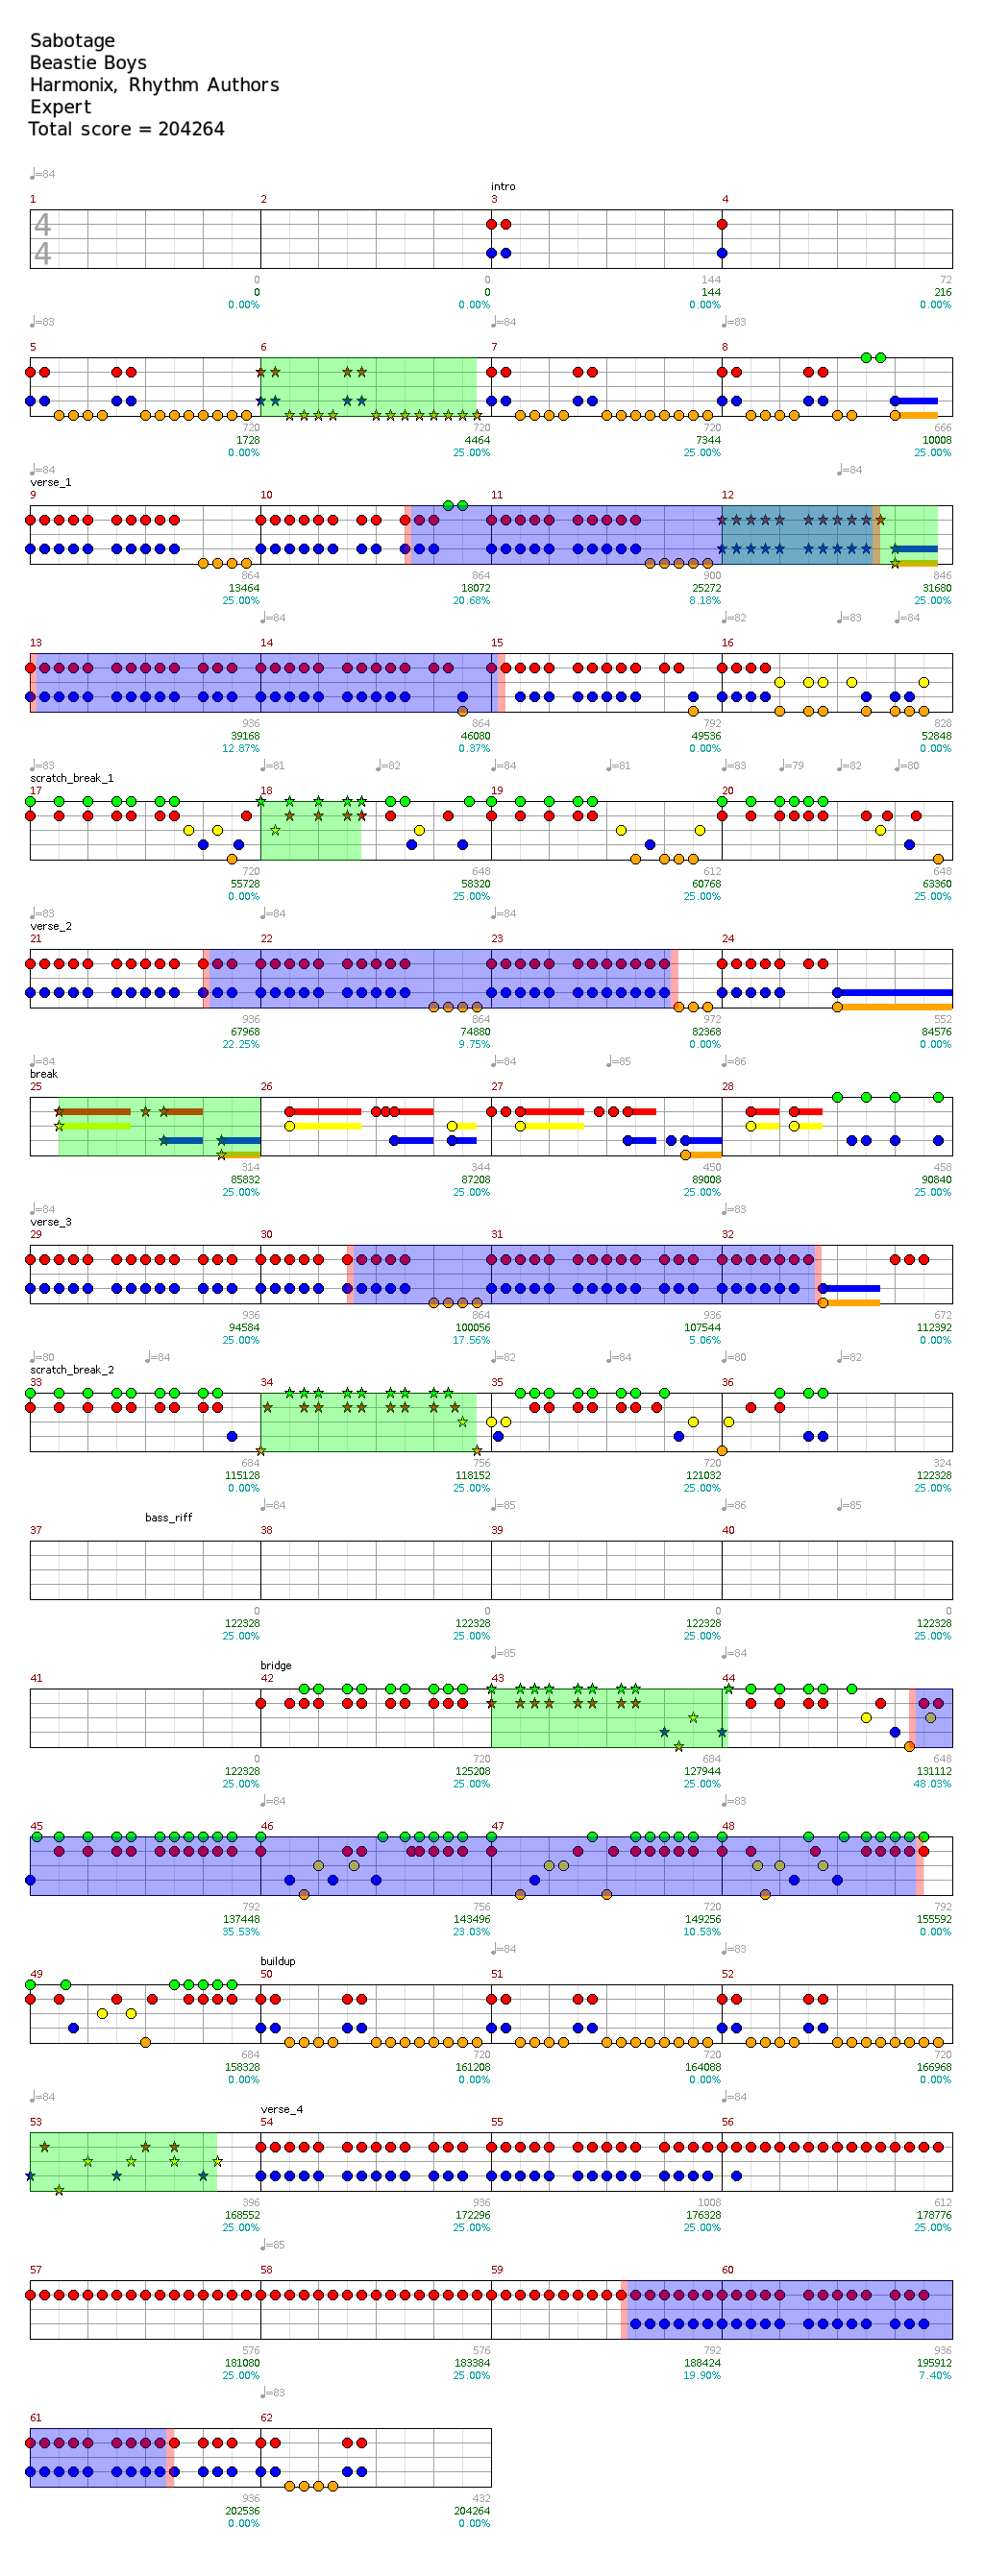 Sabotage
Beastie Boys
Harmonix, Rhythm Authors
Expert
Total score = 204264
♩=84
intro
1 2 3 4
4
4
0 0 144 72
0 0 144 216
0.00% 0.00% 0.00% 0.00%
♩=83 ♩=84 ♩=83
5 6 7 8
720 720 720 666
1728 4464 7344 10008
0.00% 25.00% 25.00% 25.00%
♩=84 ♩=84
verse_1
9 10 11 12
864 864 900 846
13464 18072 25272 31680
25.00% 20.68% 8.18% 25.00%
♩=84 ♩=82 ♩=83 ♩=84
13 14 15 16
936 864 792 828
39168 46080 49536 52848
12.87% 0.37% 0.00% 0.00%
♩=83 ♩=81 ♩=82 ♩=84 ♩=81 ♩=83 ♩=79 ♩=82 ♩=80
scratch_break_1
17 18 19 20
720 648 612 648
55728 58320 60768 63360
0.00% 25.00% 25.00% 25.00%
♩=83 ♩=84 ♩=84
verse_2
21 22 23 24
936 864 972 552
67968 74880 82368 84576
22.25% 9.75% 0.00% 0.00%
♩=84 ♩=84 ♩=85 ♩=86
break
25 26 27 28
314 344 450 458
85832 87208 89008 90840
25.00% 25.00% 25.00% 25.00%
♩=84 ♩=83
verse_3
29 30 31 32
936 864 936 672
94584 100056 107544 112392
25.00% 17.56% 5.06% 0.00%
♩=80 ♩=84 ♩=82 ♩=84 ♩=80 ♩=82
scratch_break_2
33 34 35 36
684 756 720 324
115128 118152 121032 122328
0.00% 25.00% 25.00% 25.00%
♩=84 ♩=85 ♩=86 ♩=85
bass_riff
37 38 39 40
0 0 0 0
122328 122328 122328 122328
25.00% 25.00% 25.00% 25.00%
♩=85 ♩=84
bridge
41 42 43 44
0 720 684 648
122328 125208 127944 131112
25.00% 25.00% 25.00% 48.03%
♩=84 ♩=83
45 46 47 48
792 756 720 792
137448 143496 149256 155592
35.53% 23.03% 10.53% 0.00%
♩=84 ♩=83
buildup
49 50 51 52
684 720 720 720
158328 161208 164088 166968
0.00% 0.00% 0.00% 0.00%
♩=84 ♩=84
verse_4
53 54 55 56
396 936 1008 612
168552 172296 176328 178776
25.00% 25.00% 25.00% 25.00%
♩=85
57 58 59 60
576 576 792 936
181080 183384 188424 195912
25.00% 25.00% 19.90% 7.40%
♩=83
61 62
936 432
202536 204264
0.00% 0.00%